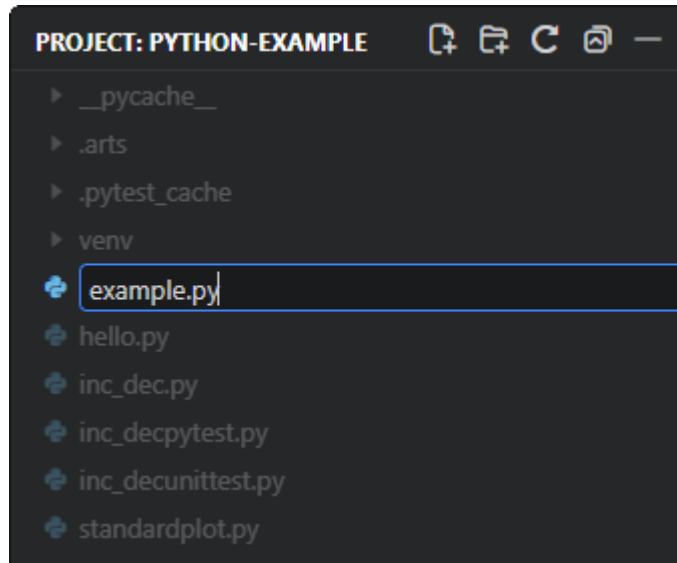 PROJECT: PYTHON-EXAMPLE
__pycache__
.arts
.pytest_cache
venv
example.py
hello.py
inc_dec.py
inc_decpytest.py
inc_decunittest.py
standardplot.py